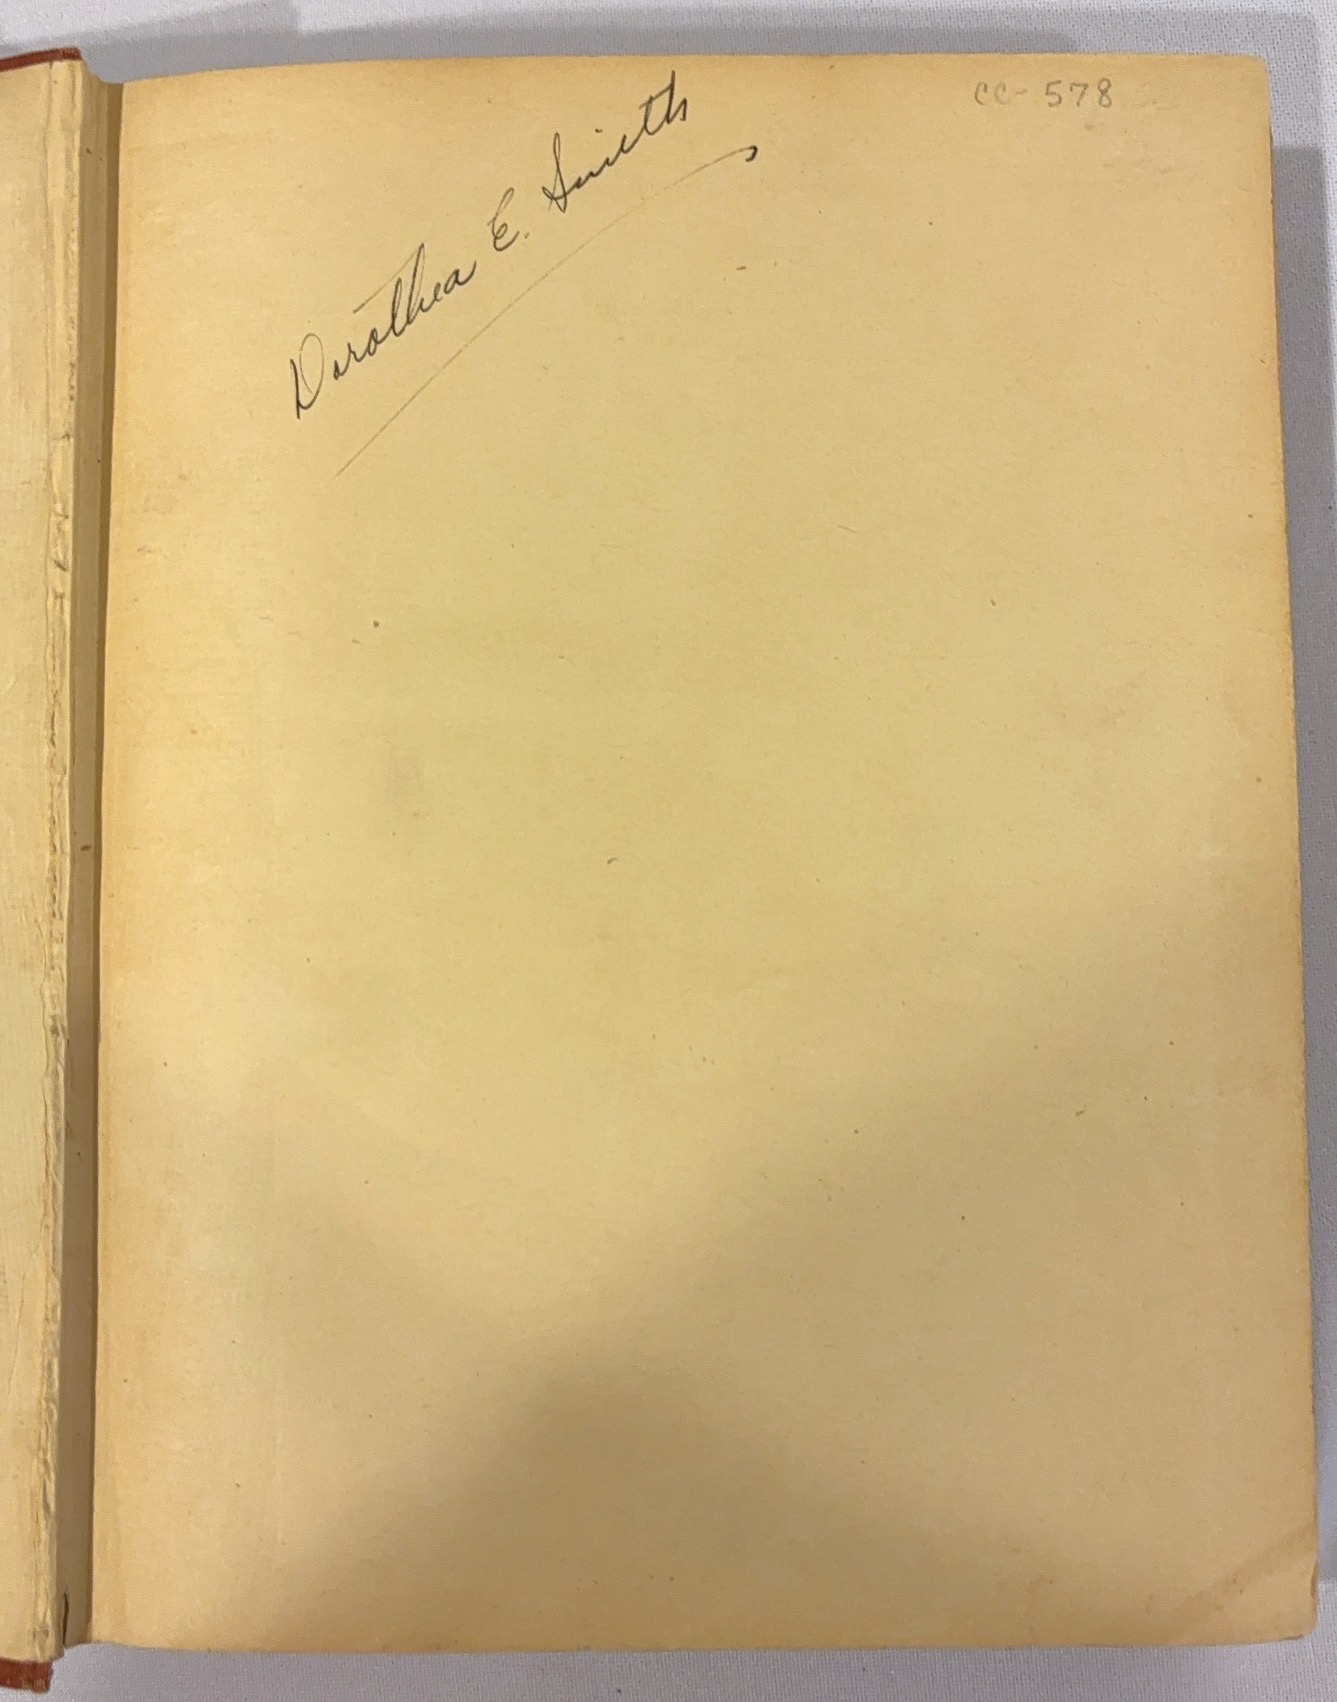 CC- 578
Dorothea E. Smith